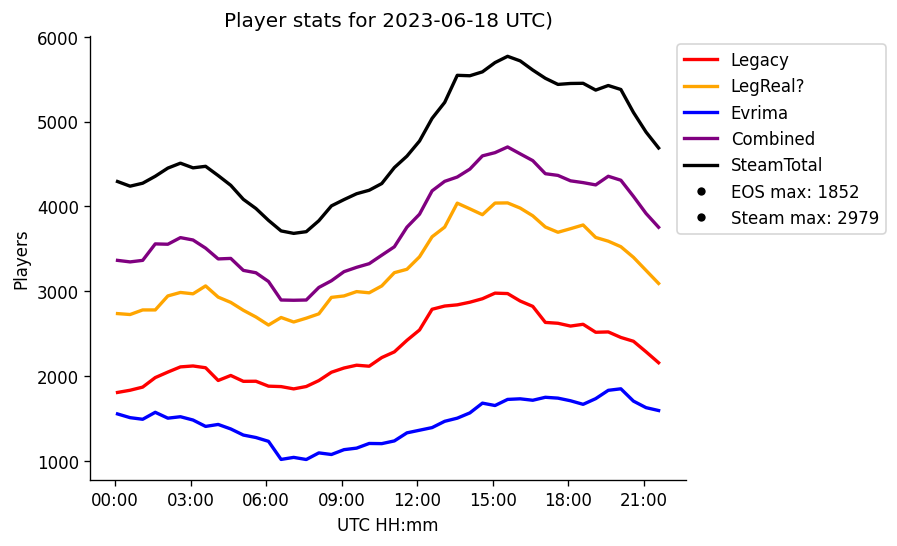 Player stats for 2023-06-18 UTC)
6000
5000
4000
3000
2000
1000
Players
00:00 03:00 06:00 09:00 12:00 15:00 18:00 21:00
UTC HH:mm
Legacy
LegReal?
Evrima
Combined
SteamTotal
EOS max: 1852
Steam max: 2979